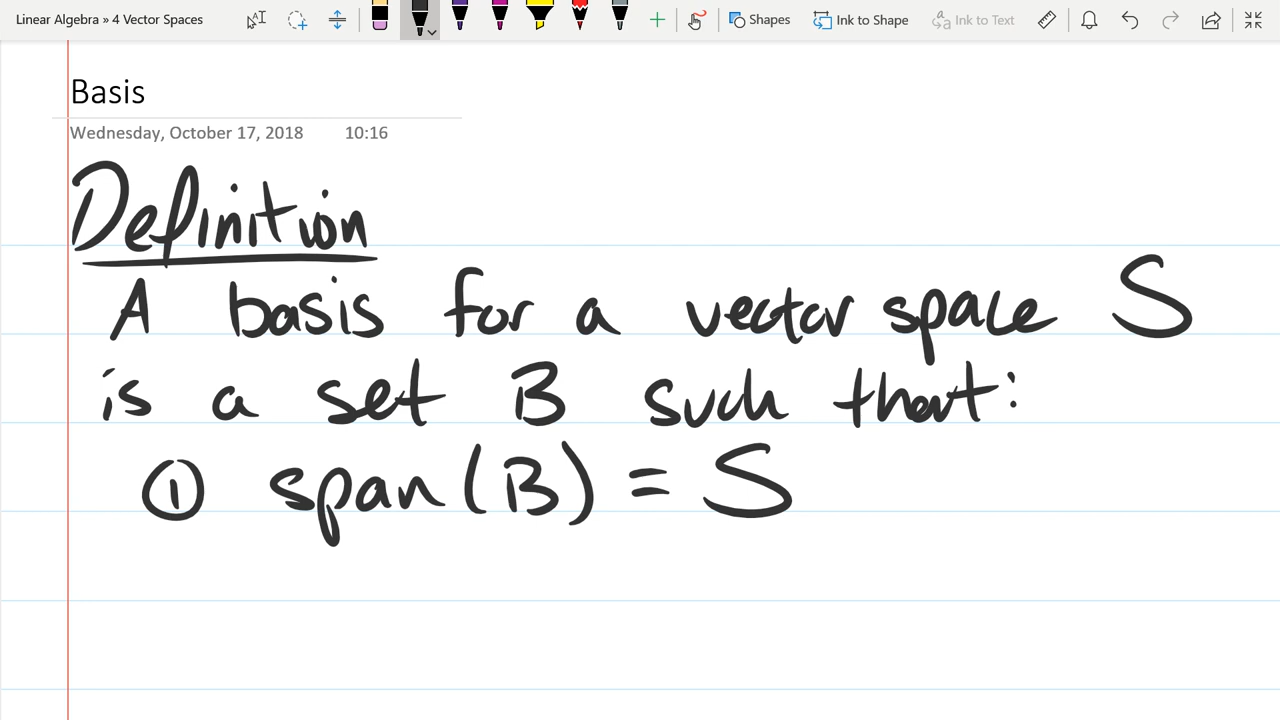 Linear Algebra » 4 Vector Spaces
Shapes
Ink to Shape
Ink to Text
Basis
Wednesday, October 17, 2018 10:16
Definition
A basis for a vector space S
is a set B such that:
① span(B) = S